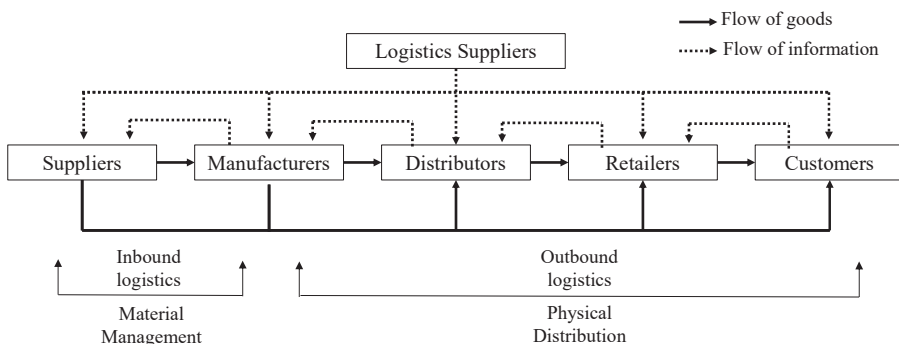 Flow of goods
Flow of information
Logistics Suppliers
Suppliers
Manufacturers
Distributors
Retailers
Customers
Inbound
logistics
Outbound
logistics
Material
Management
Physical
Distribution